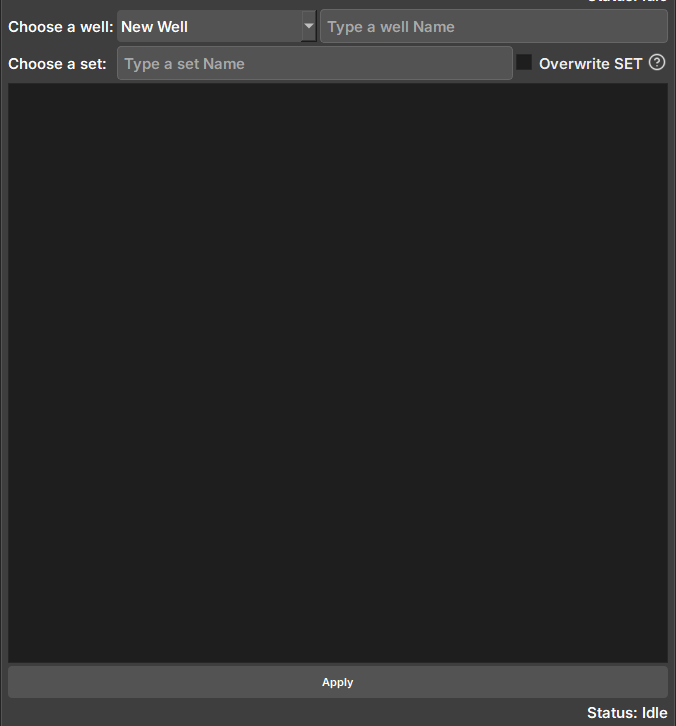 Status: Idle
Choose a well: New Well Type a well Name
Choose a set: Type a set Name Overwrite SET ?
Apply
Status: Idle